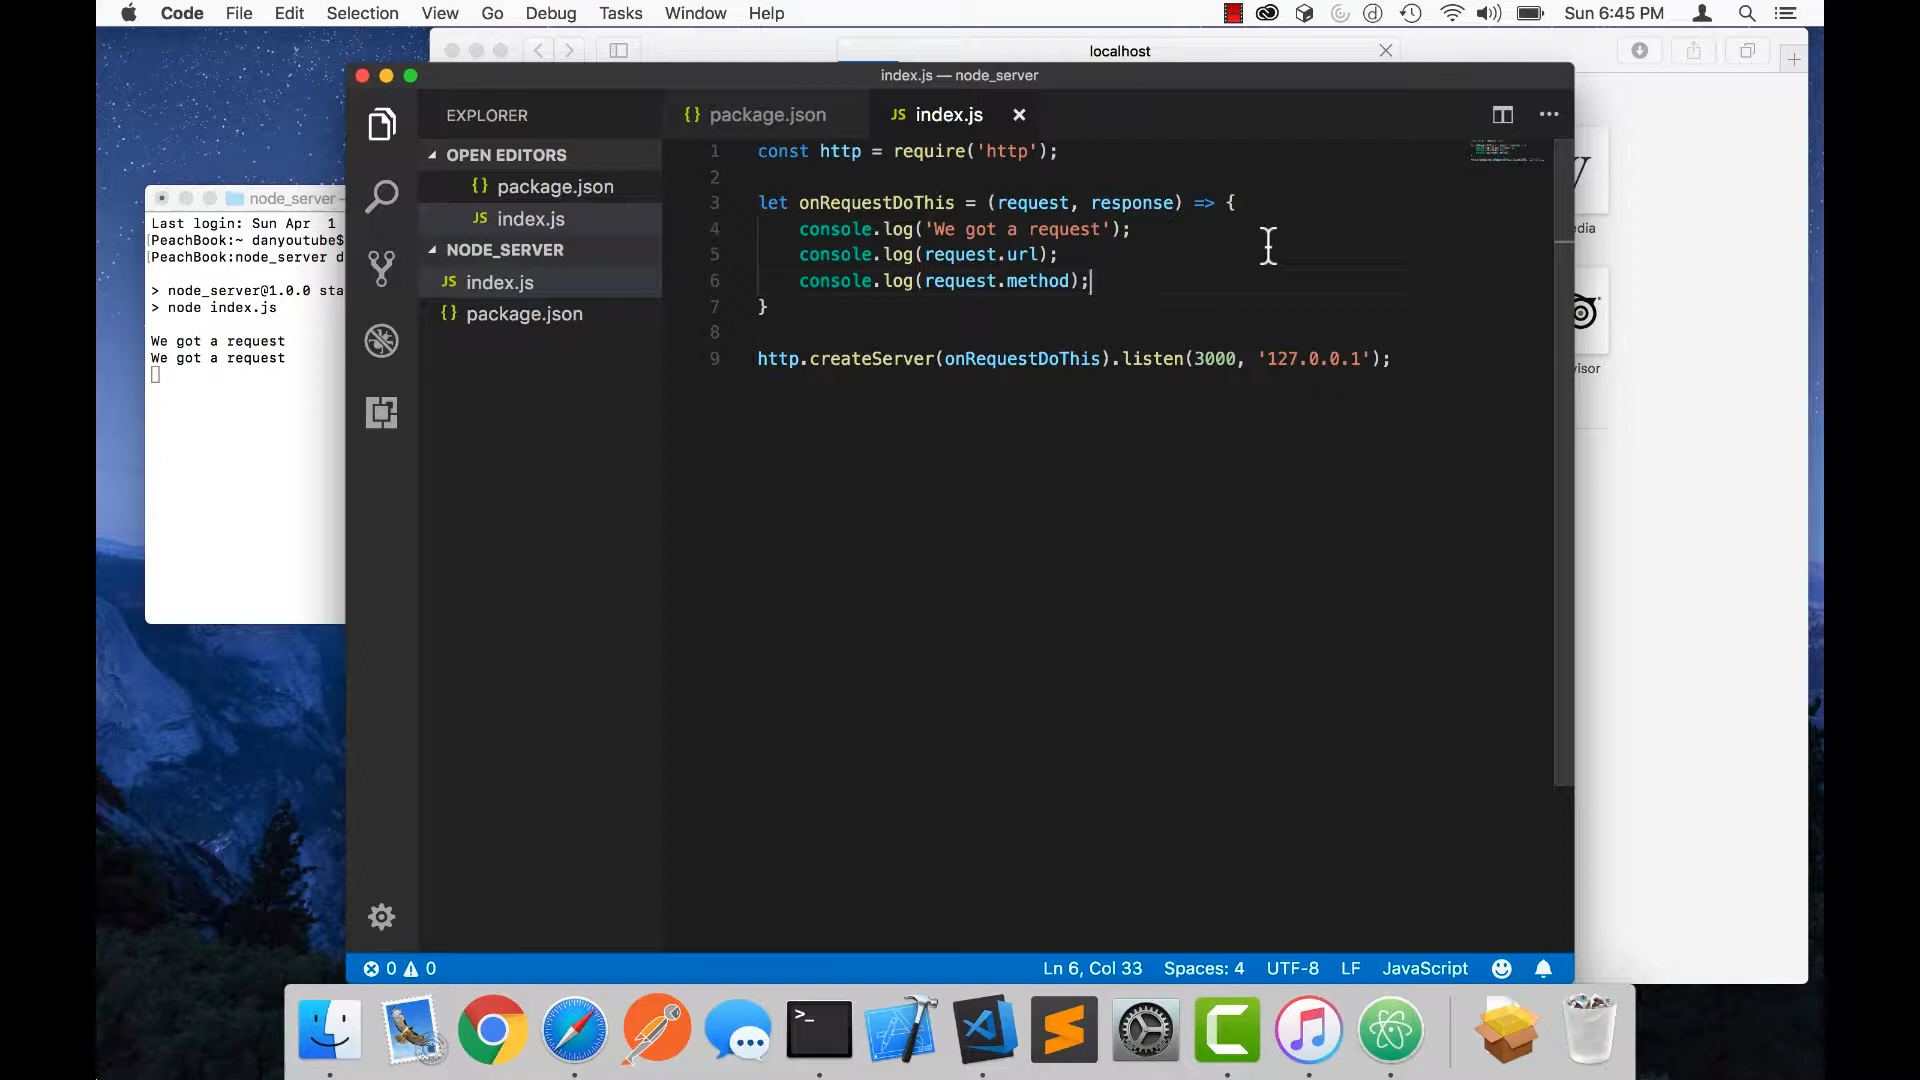 Code File Edit Selection View Go Debug Tasks Window Help
Sun 6:45 PM
localhost
index.js — node_server
EXPLORER
OPEN EDITORS
package.json
index.js
NODE_SERVER
index.js
package.json
package.json
index.js
1 const http = require('http');
2
3 let onRequestDoThis = (request, response) => {
4 console.log('We got a request');
5 console.log(request.url);
6 console.log(request.method);
7 }
8
9 http.createServer(onRequestDoThis).listen(3000, '127.0.0.1');
node_server
Last login: Sun Apr 1
[PeachBook:~ danyoutube$
[PeachBook:node_server d
> node_server@1.0.0 sta
> node index.js
We got a request
We got a request
dia
visor
0 0
Ln 6, Col 33 Spaces: 4 UTF-8 LF JavaScript